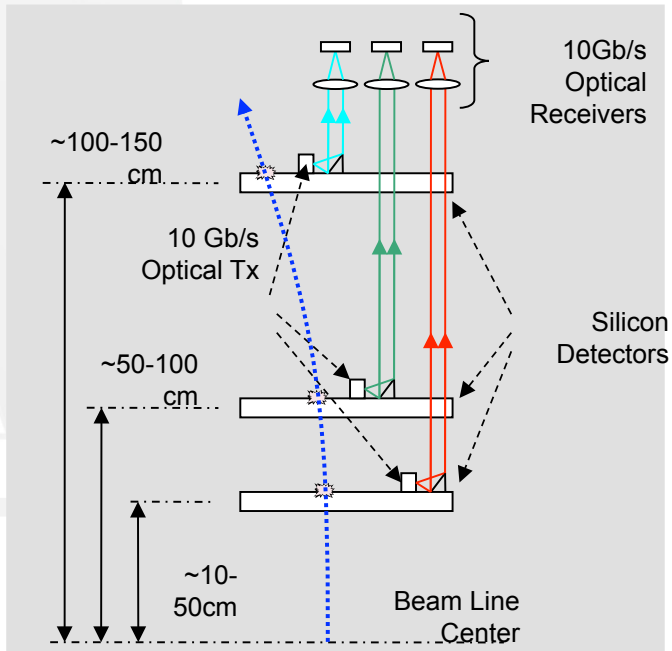 10Gb/s
Optical
Receivers
~100-150
cm
10 Gb/s
Optical Tx
Silicon
Detectors
~50-100
cm
~10-
50cm
Beam Line
Center